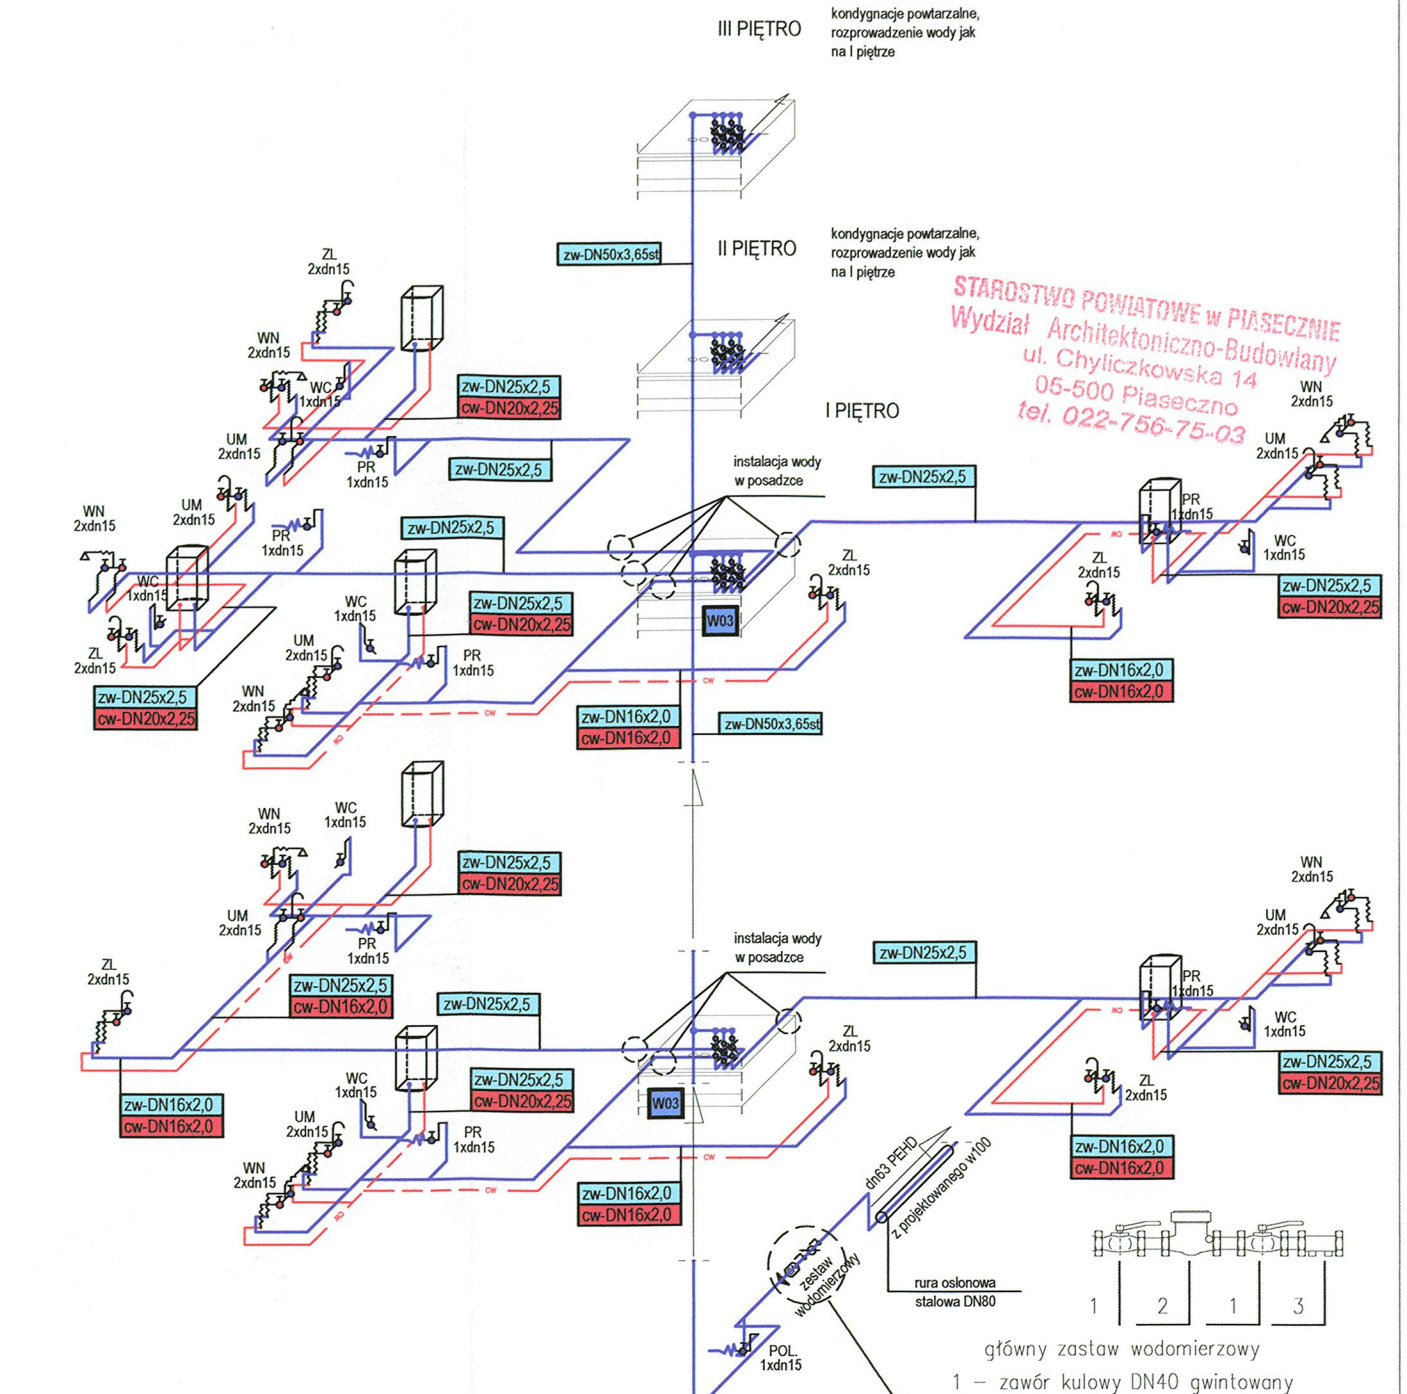 III PIĘTRO
kondygnacje powtarzalne,
rozprowadzenie wody jak
na I piętrze
zw-DN50x3,65st
II PIĘTRO
kondygnacje powtarzalne,
rozprowadzenie wody jak
na I piętrze
STAROSTWO POWIATOWE w PIASECZNIE
Wydział Architektoniczno-Budowlany
ul. Chyliczkowska 14
05-500 Piaseczno
tel. 022-756-75-03
I PIĘTRO
ZL
2xdn15
WN
2xdn15
WC
1xdn15
zw-DN25x2,5
cw-DN20x2,25
UM
2xdn15
PR
1xdn15
zw-DN25x2,5
instalacja wody
w posadzce
zw-DN25x2,5
WN
2xdn15
UM
2xdn15
PR
1xdn15
WC
1xdn15
cw
ZL
2xdn15
zw-DN25x2,5
cw-DN20x2,25
zw-DN16x2,0
cw-DN16x2,0
WN
2xdn15
UM
2xdn15
PR
1xdn15
zw-DN25x2,5
WC
1xdn15
ZL
2xdn15
zw-DN25x2,5
cw-DN20x2,25
WC
1xdn15
zw-DN25x2,5
cw-DN20x2,25
UM
2xdn15
PR
1xdn15
WN
2xdn15
cw
cw
cw
W03
ZL
2xdn15
zw-DN16x2,0
cw-DN16x2,0
zw-DN50x3,65st
WN
2xdn15
WC
1xdn15
zw-DN25x2,5
cw-DN20x2,25
UM
2xdn15
PR
1xdn15
ZL
2xdn15
zw-DN25x2,5
cw-DN16x2,0
zw-DN25x2,5
instalacja wody
w posadzce
zw-DN25x2,5
WN
2xdn15
UM
2xdn15
PR
1xdn15
WC
1xdn15
cw
ZL
2xdn15
zw-DN25x2,5
cw-DN20x2,25
zw-DN16x2,0
cw-DN16x2,0
zw-DN16x2,0
cw-DN16x2,0
WC
1xdn15
zw-DN25x2,5
cw-DN20x2,25
UM
2xdn15
PR
1xdn15
WN
2xdn15
cw
cw
cw
W03
ZL
2xdn15
zw-DN16x2,0
cw-DN16x2,0
dn63 PEHD
z projektowanego w100
zestaw
wodomierzowy
rura osłonowa
stalowa DN80
POL.
1xdn15
1 2 1 3
główny zastaw wodomierzowy
1 – zawór kulowy DN40 gwintowany